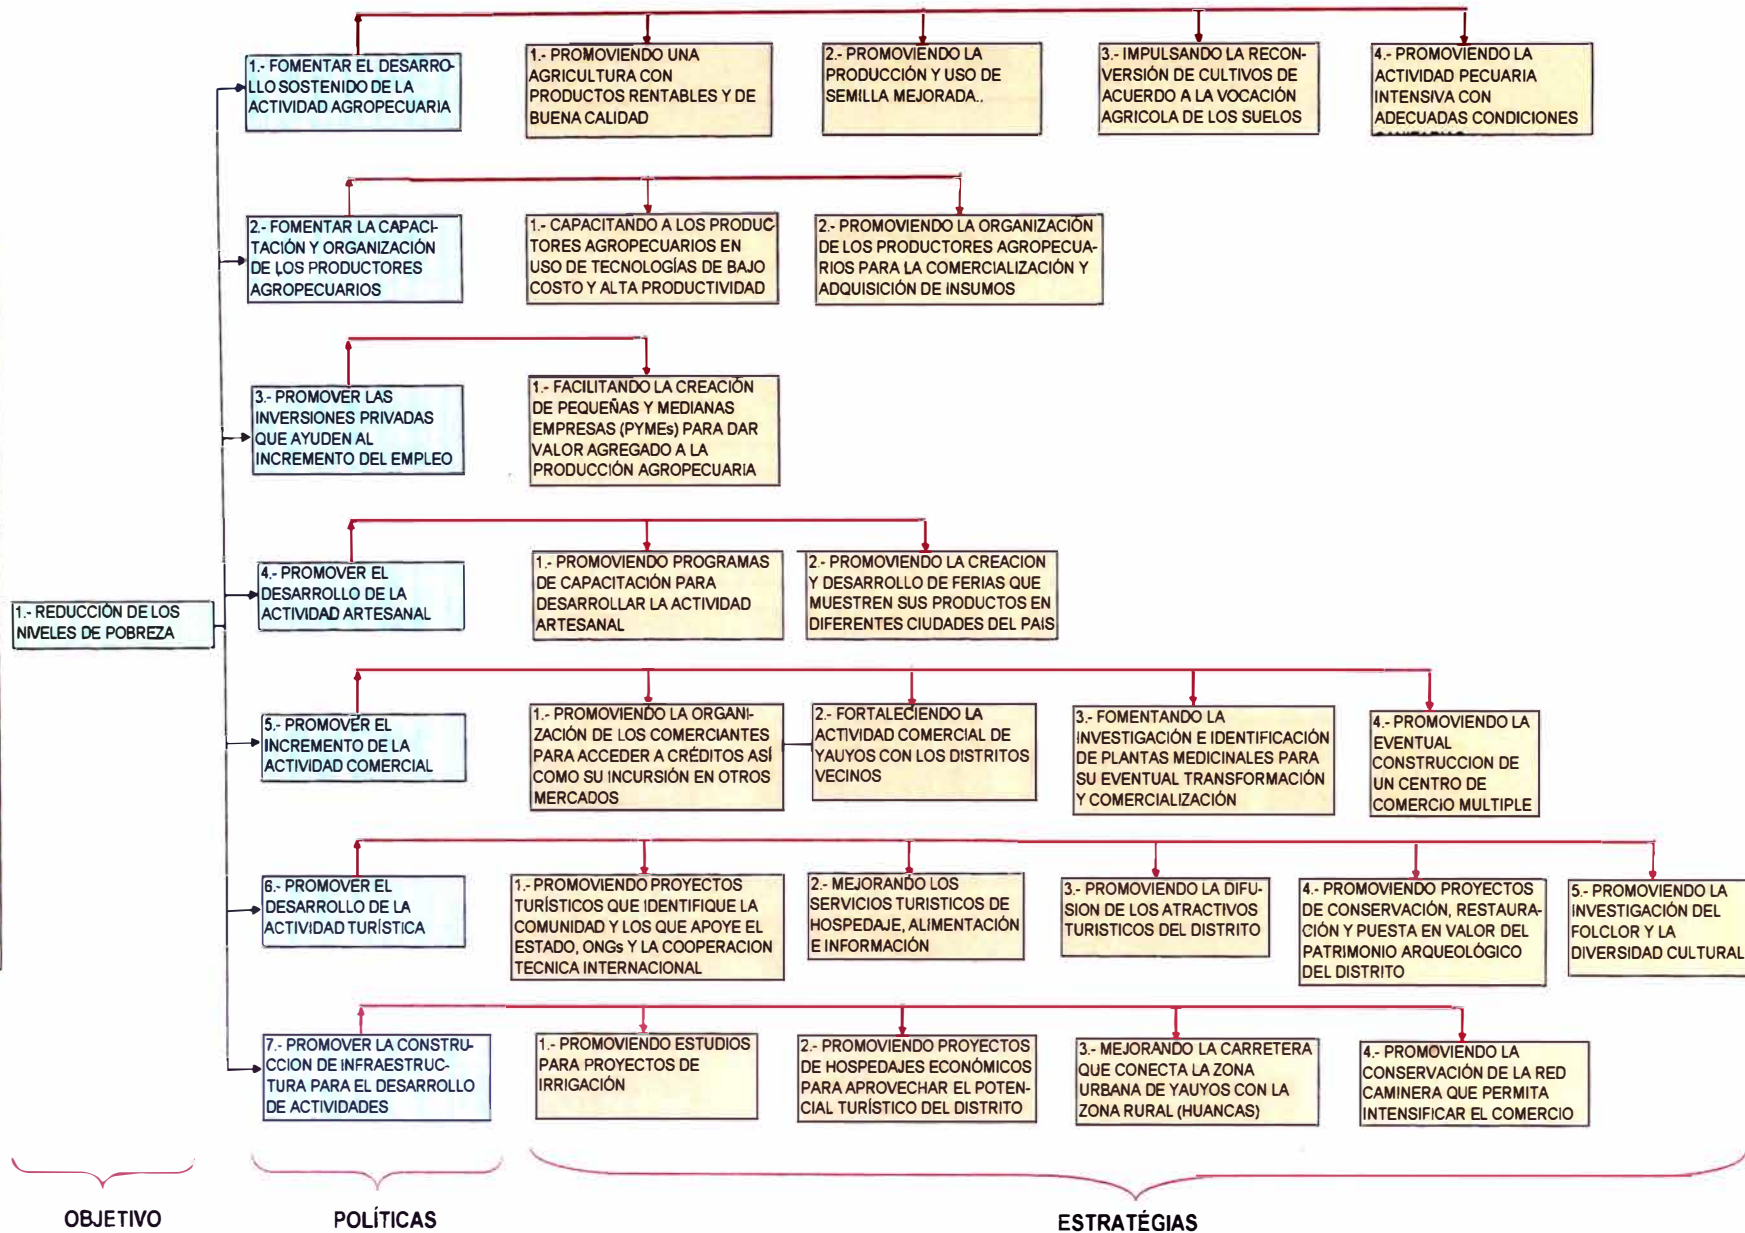 1.- FOMENTAR EL DESARRO-
LLO SOSTENIDO DE LA
ACTIVIDAD AGROPECUARIA
1.- PROMOVIENDO UNA
AGRICULTURA CON
PRODUCTOS RENTABLES Y DE
BUENA CALIDAD
2.- PROMOVIENDO LA
PRODUCCIÓN Y USO DE
SEMILLA MEJORADA..
3.- IMPULSANDO LA RECON-
VERSIÓN DE CULTIVOS DE
ACUERDO A LA VOCACIÓN
AGRICOLA DE LOS SUELOS
4.- PROMOVIENDO LA
ACTIVIDAD PECUARIA
INTENSIVA CON
ADECUADAS CONDICIONES
2.- FOMENTAR LA CAPACI-
TACIÓN Y ORGANIZACIÓN
DE LOS PRODUCTORES
AGROPECUARIOS
1.- CAPACITANDO A LOS PRODUC-
TORES AGROPECUARIOS EN
USO DE TECNOLOGÍAS DE BAJO
COSTO Y ALTA PRODUCTIVIDAD
2.- PROMOVIENDO LA ORGANIZACIÓN
DE LOS PRODUCTORES AGROPECUA-
RIOS PARA LA COMERCIALIZACIÓN Y
ADQUISICIÓN DE INSUMOS
3.- PROMOVER LAS
INVERSIONES PRIVADAS
QUE AYUDEN AL
INCREMENTO DEL EMPLEO
1.- FACILITANDO LA CREACIÓN
DE PEQUEÑAS Y MEDIANAS
EMPRESAS (PYMEs) PARA DAR
VALOR AGREGADO A LA
PRODUCCIÓN AGROPECUARIA
4.- PROMOVER EL
DESARROLLO DE LA
ACTIVIDAD ARTESANAL
1.- PROMOVIENDO PROGRAMAS
DE CAPACITACIÓN PARA
DESARROLLAR LA ACTIVIDAD
ARTESANAL
2.- PROMOVIENDO LA CREACION
Y DESARROLLO DE FERIAS QUE
MUESTREN SUS PRODUCTOS EN
DIFERENTES CIUDADES DEL PAIS
1.- REDUCCIÓN DE LOS
NIVELES DE POBREZA
5.- PROMOVER EL
INCREMENTO DE LA
ACTIVIDAD COMERCIAL
1.- PROMOVIENDO LA ORGANI-
ZACIÓN DE LOS COMERCIANTES
PARA ACCEDER A CRÉDITOS ASÍ
COMO SU INCURSIÓN EN OTROS
MERCADOS
2.- FORTALECIENDO LA
ACTIVIDAD COMERCIAL DE
YAUYOS CON LOS DISTRITOS
VECINOS
3.- FOMENTANDO LA
INVESTIGACIÓN E IDENTIFICACIÓN
DE PLANTAS MEDICINALES PARA
SU EVENTUAL TRANSFORMACIÓN
Y COMERCIALIZACIÓN
4.- PROMOVIENDO LA
EVENTUAL
CONSTRUCCION DE
UN CENTRO DE
COMERCIO MULTIPLE
6.- PROMOVER EL
DESARROLLO DE LA
ACTIVIDAD TURÍSTICA
1.- PROMOVIENDO PROYECTOS
TURÍSTICOS QUE IDENTIFIQUE LA
COMUNIDAD Y LOS QUE APOYE EL
ESTADO, ONGs Y LA COOPERACION
TECNICA INTERNACIONAL
2.- MEJORANDO LOS
SERVICIOS TURISTICOS DE
HOSPEDAJE, ALIMENTACIÓN
E INFORMACIÓN
3.- PROMOVIENDO LA DIFU-
SION DE LOS ATRACTIVOS
TURISTICOS DEL DISTRITO
4.- PROMOVIENDO PROYECTOS
DE CONSERVACIÓN, RESTAURA-
CIÓN Y PUESTA EN VALOR DEL
PATRIMONIO ARQUEOLÓGICO
DEL DISTRITO
5.- PROMOVIENDO LA
INVESTIGACIÓN DEL
FOLCLOR Y LA
DIVERSIDAD CULTURAL
7.- PROMOVER LA CONSTRU-
CCION DE INFRAESTRUC-
TURA PARA EL DESARROLLO
DE ACTIVIDADES
1.- PROMOVIENDO ESTUDIOS
PARA PROYECTOS DE
IRRIGACIÓN
2.- PROMOVIENDO PROYECTOS
DE HOSPEDAJES ECONÓMICOS
PARA APROVECHAR EL POTEN-
CIAL TURÍSTICO DEL DISTRITO
3.- MEJORANDO LA CARRETERA
QUE CONECTA LA ZONA
URBANA DE YAUYOS CON LA
ZONA RURAL (HUANCAS)
4.- PROMOVIENDO LA
CONSERVACIÓN DE LA RED
CAMINERA QUE PERMITA
INTENSIFICAR EL COMERCIO
OBJETIVO
POLÍTICAS
ESTRATÉGIAS